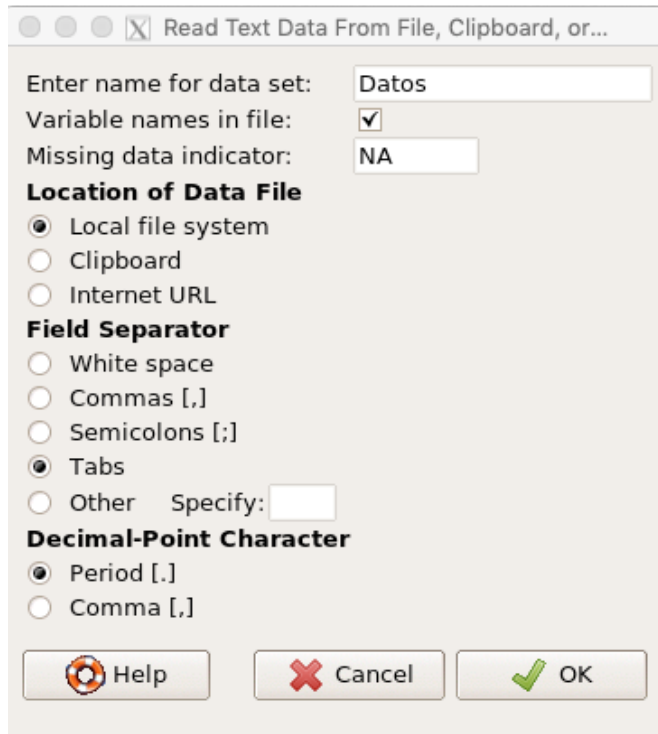 Read Text Data From File, Clipboard, or...
Enter name for data set: Datos
Variable names in file:
Missing data indicator: NA
Location of Data File
Local file system
Clipboard
Internet URL
Field Separator
White space
Commas [,]
Semicolons [;]
Tabs
Other Specify:
Decimal-Point Character
Period [.]
Comma [,]
Help Cancel OK